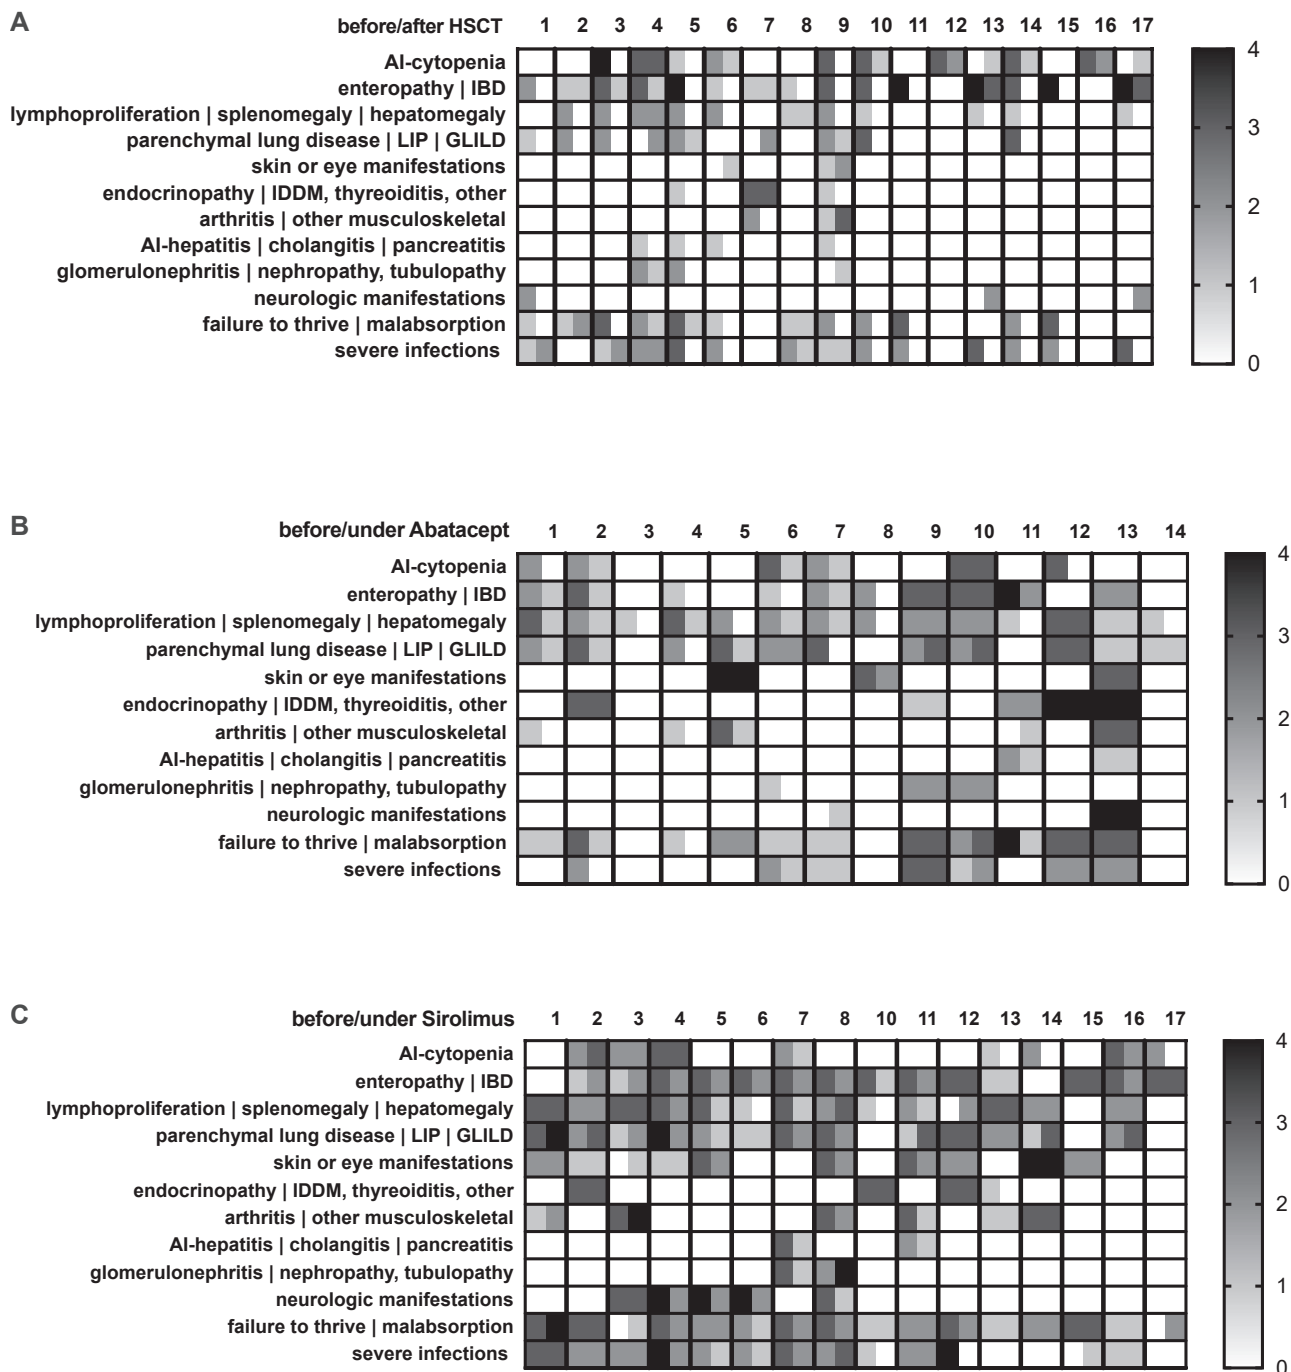 A
before/after HSCT 1 2 3 4 5 6 7 8 9 10 11 12 13 14 15 16 17
AI-cytopenia
enteropathy | IBD
lymphoproliferation | splenomegaly | hepatomegaly
parenchymal lung disease | LIP | GLILD
skin or eye manifestations
endocrinopathy | IDDM, thyreoiditis, other
arthritis | other musculoskeletal
AI-hepatitis | cholangitis | pancreatitis
glomerulonephritis | nephropathy, tubulopathy
neurologic manifestations
failure to thrive | malabsorption
severe infections
4
3
2
1
0
B
before/under Abatacept 1 2 3 4 5 6 7 8 9 10 11 12 13 14
AI-cytopenia
enteropathy | IBD
lymphoproliferation | splenomegaly | hepatomegaly
parenchymal lung disease | LIP | GLILD
skin or eye manifestations
endocrinopathy | IDDM, thyreoiditis, other
arthritis | other musculoskeletal
AI-hepatitis | cholangitis | pancreatitis
glomerulonephritis | nephropathy, tubulopathy
neurologic manifestations
failure to thrive | malabsorption
severe infections
4
3
2
1
0
C
before/under Sirolimus 1 2 3 4 5 6 7 8 10 11 12 13 14 15 16 17
AI-cytopenia
enteropathy | IBD
lymphoproliferation | splenomegaly | hepatomegaly
parenchymal lung disease | LIP | GLILD
skin or eye manifestations
endocrinopathy | IDDM, thyreoiditis, other
arthritis | other musculoskeletal
AI-hepatitis | cholangitis | pancreatitis
glomerulonephritis | nephropathy, tubulopathy
neurologic manifestations
failure to thrive | malabsorption
severe infections
4
3
2
1
0